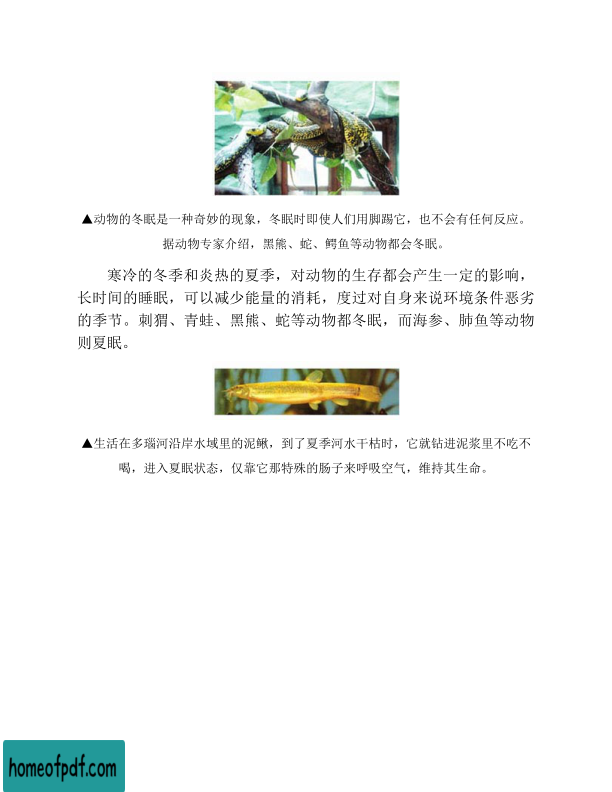 ▲动物的冬眠是一种奇妙的现象，冬眠时即使人们用脚踢它，也不会有任何反应。
据动物专家介绍，黑熊、蛇、鳄鱼等动物都会冬眠。
寒冷的冬季和炎热的夏季，对动物的生存都会产生一定的影响，
长时间的睡眠，可以减少能量的消耗，度过对自身来说环境条件恶劣
的季节。刺猬、青蛙、黑熊、蛇等动物都冬眠，而海参、肺鱼等动物
则夏眠。
▲生活在多瑙河沿岸水域里的泥鳅，到了夏季河水干枯时，它就钻进泥浆里不吃不
喝，进入夏眠状态，仅靠它那特殊的肠子来呼吸空气，维持其生命。
homeofpdf.com